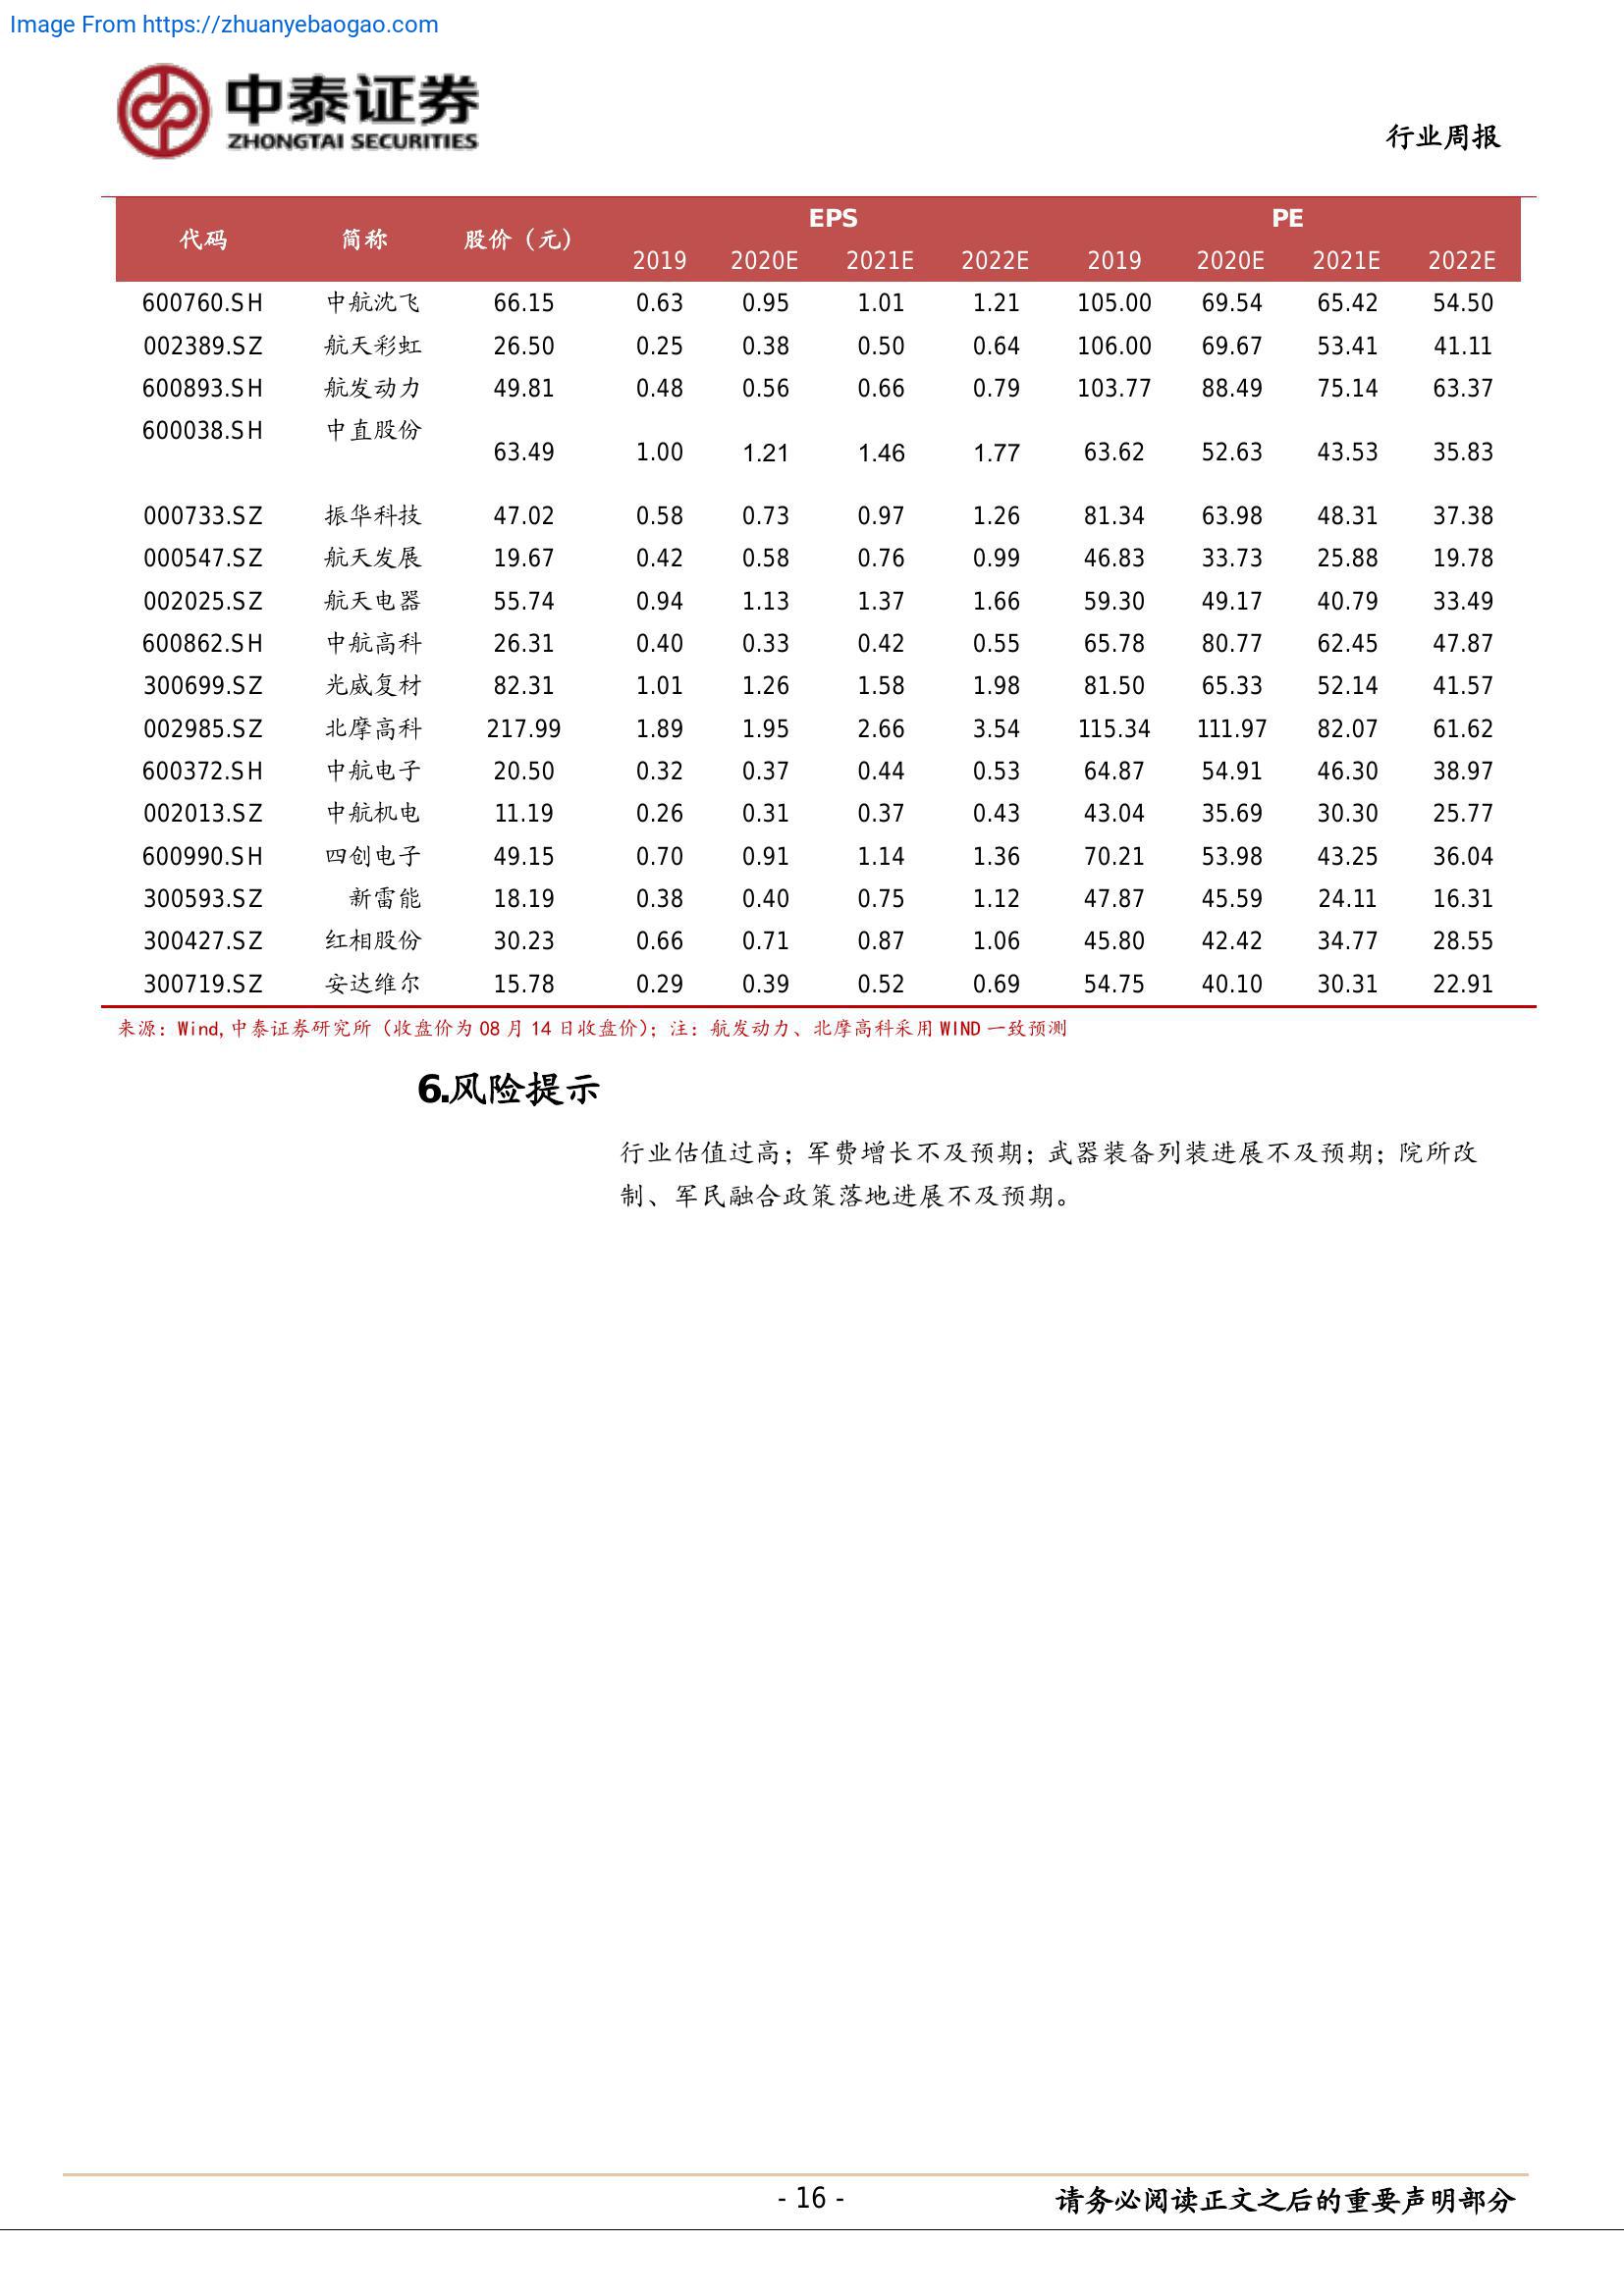 Image From https://zhuanyebaogao.com
中泰证券
ZHONGTAI SECURITIES
行业周报
代码 简称 股价（元） EPS PE
2019 2020E 2021E 2022E 2019 2020E 2021E 2022E
600760.SH 中航沈飞 66.15 0.63 0.95 1.01 1.21 105.00 69.54 65.42 54.50
002389.SZ 航天彩虹 26.50 0.25 0.38 0.50 0.64 106.00 69.67 53.41 41.11
600893.SH 航发动力 49.81 0.48 0.56 0.66 0.79 103.77 88.49 75.14 63.37
600038.SH 中直股份 63.49 1.00 1.21 1.46 1.77 63.62 52.63 43.53 35.83
000733.SZ 振华科技 47.02 0.58 0.73 0.97 1.26 81.34 63.98 48.31 37.38
000547.SZ 航天发展 19.67 0.42 0.58 0.76 0.99 46.83 33.73 25.88 19.78
002025.SZ 航天电器 55.74 0.94 1.13 1.37 1.66 59.30 49.17 40.79 33.49
600862.SH 中航高科 26.31 0.40 0.33 0.42 0.55 65.78 80.77 62.45 47.87
300699.SZ 光威复材 82.31 1.01 1.26 1.58 1.98 81.50 65.33 52.14 41.57
002985.SZ 北摩高科 217.99 1.89 1.95 2.66 3.54 115.34 111.97 82.07 61.62
600372.SH 中航电子 20.50 0.32 0.37 0.44 0.53 64.87 54.91 46.30 38.97
002013.SZ 中航机电 11.19 0.26 0.31 0.37 0.43 43.04 35.69 30.30 25.77
600990.SH 四创电子 49.15 0.70 0.91 1.14 1.36 70.21 53.98 43.25 36.04
300593.SZ 新雷能 18.19 0.38 0.40 0.75 1.12 47.87 45.59 24.11 16.31
300427.SZ 红相股份 30.23 0.66 0.71 0.87 1.06 45.80 42.42 34.77 28.55
300719.SZ 安达维尔 15.78 0.29 0.39 0.52 0.69 54.75 40.10 30.31 22.91
来源：Wind,中泰证券研究所（收盘价为 08 月 14 日收盘价）；注：航发动力、北摩高科采用 WIND 一致预测
6.风险提示
行业估值过高；军费增长不及预期；武器装备列装进展不及预期；院所改
制、军民融合政策落地进展不及预期。
- 16 -
请务必阅读正文之后的重要声明部分